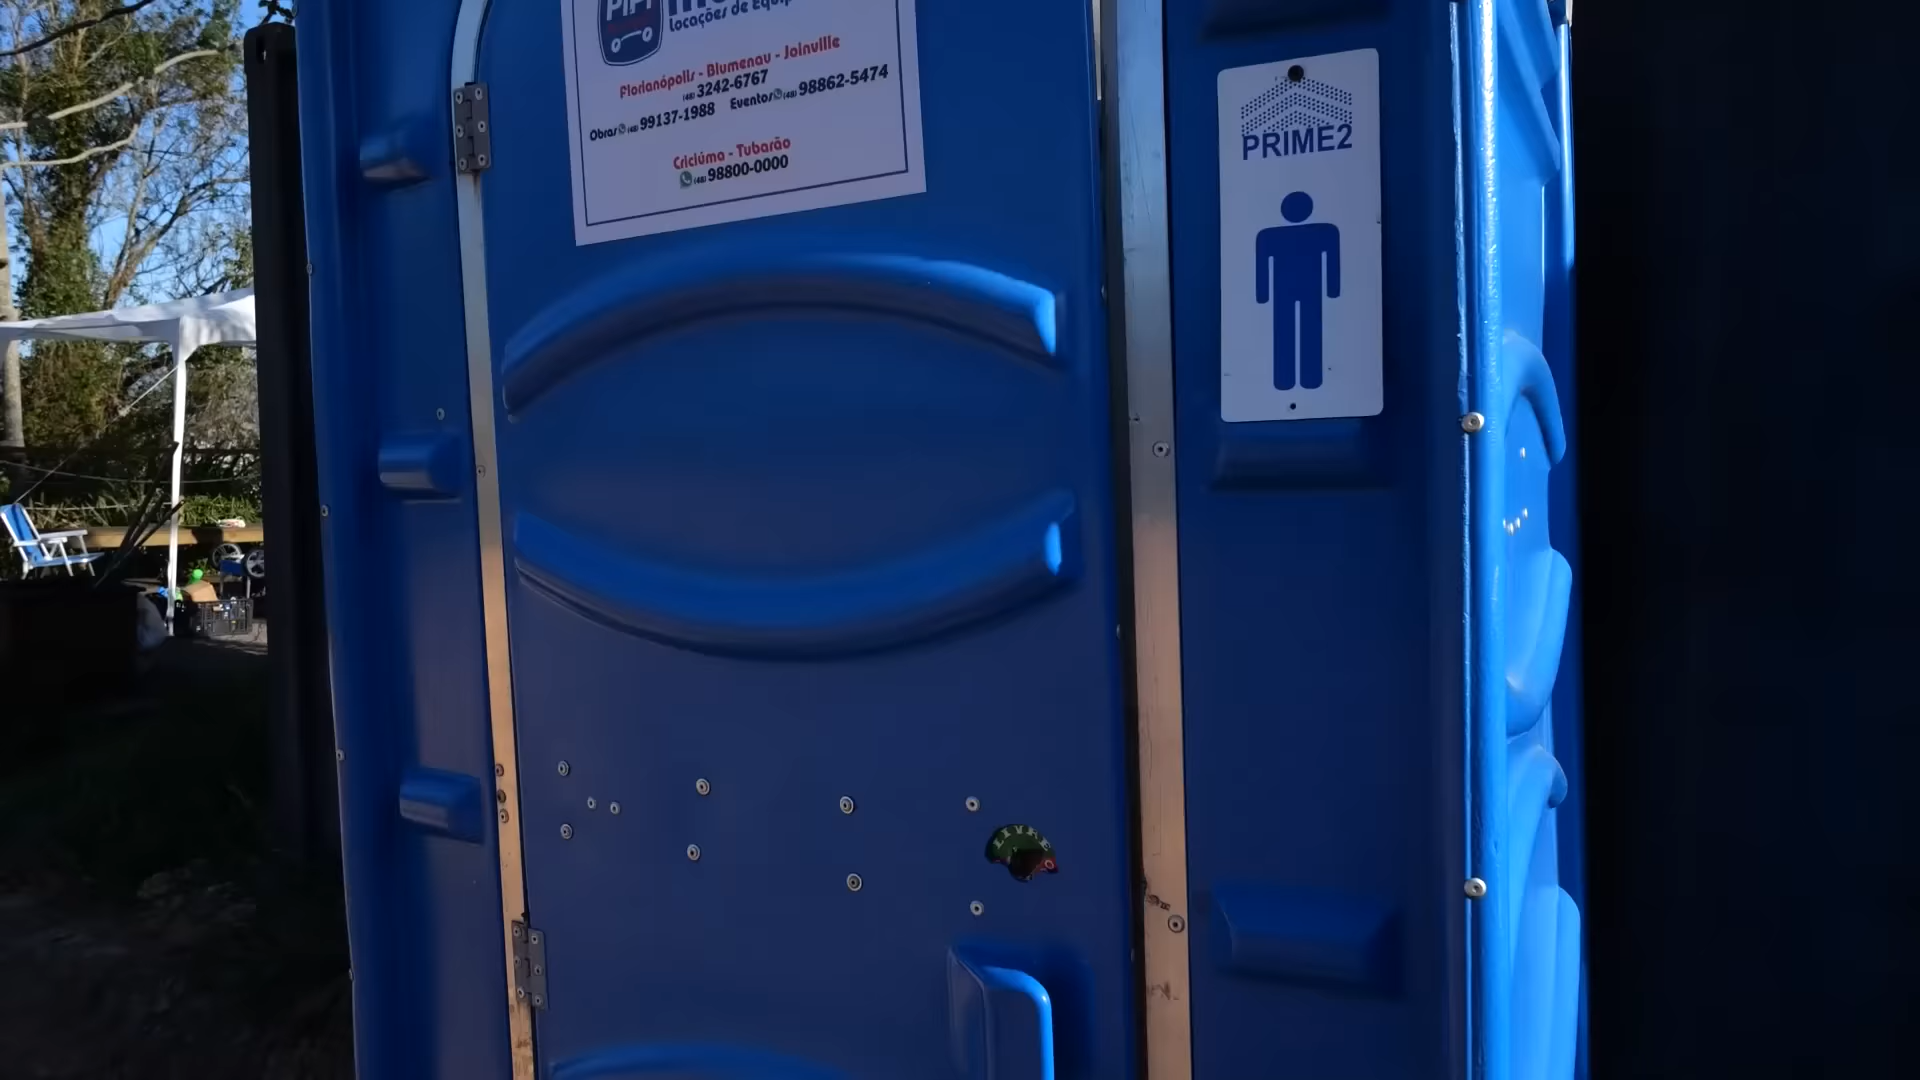 PIPI
Locações de Equip
Florianópolis - Blumenau - Joinville
(48) 3242-6767
Obras (48) 99137-1988 Eventos (48) 98862-5474
Criciúma - Tubarão
(48) 98800-0000
PRIME2
LIVRE